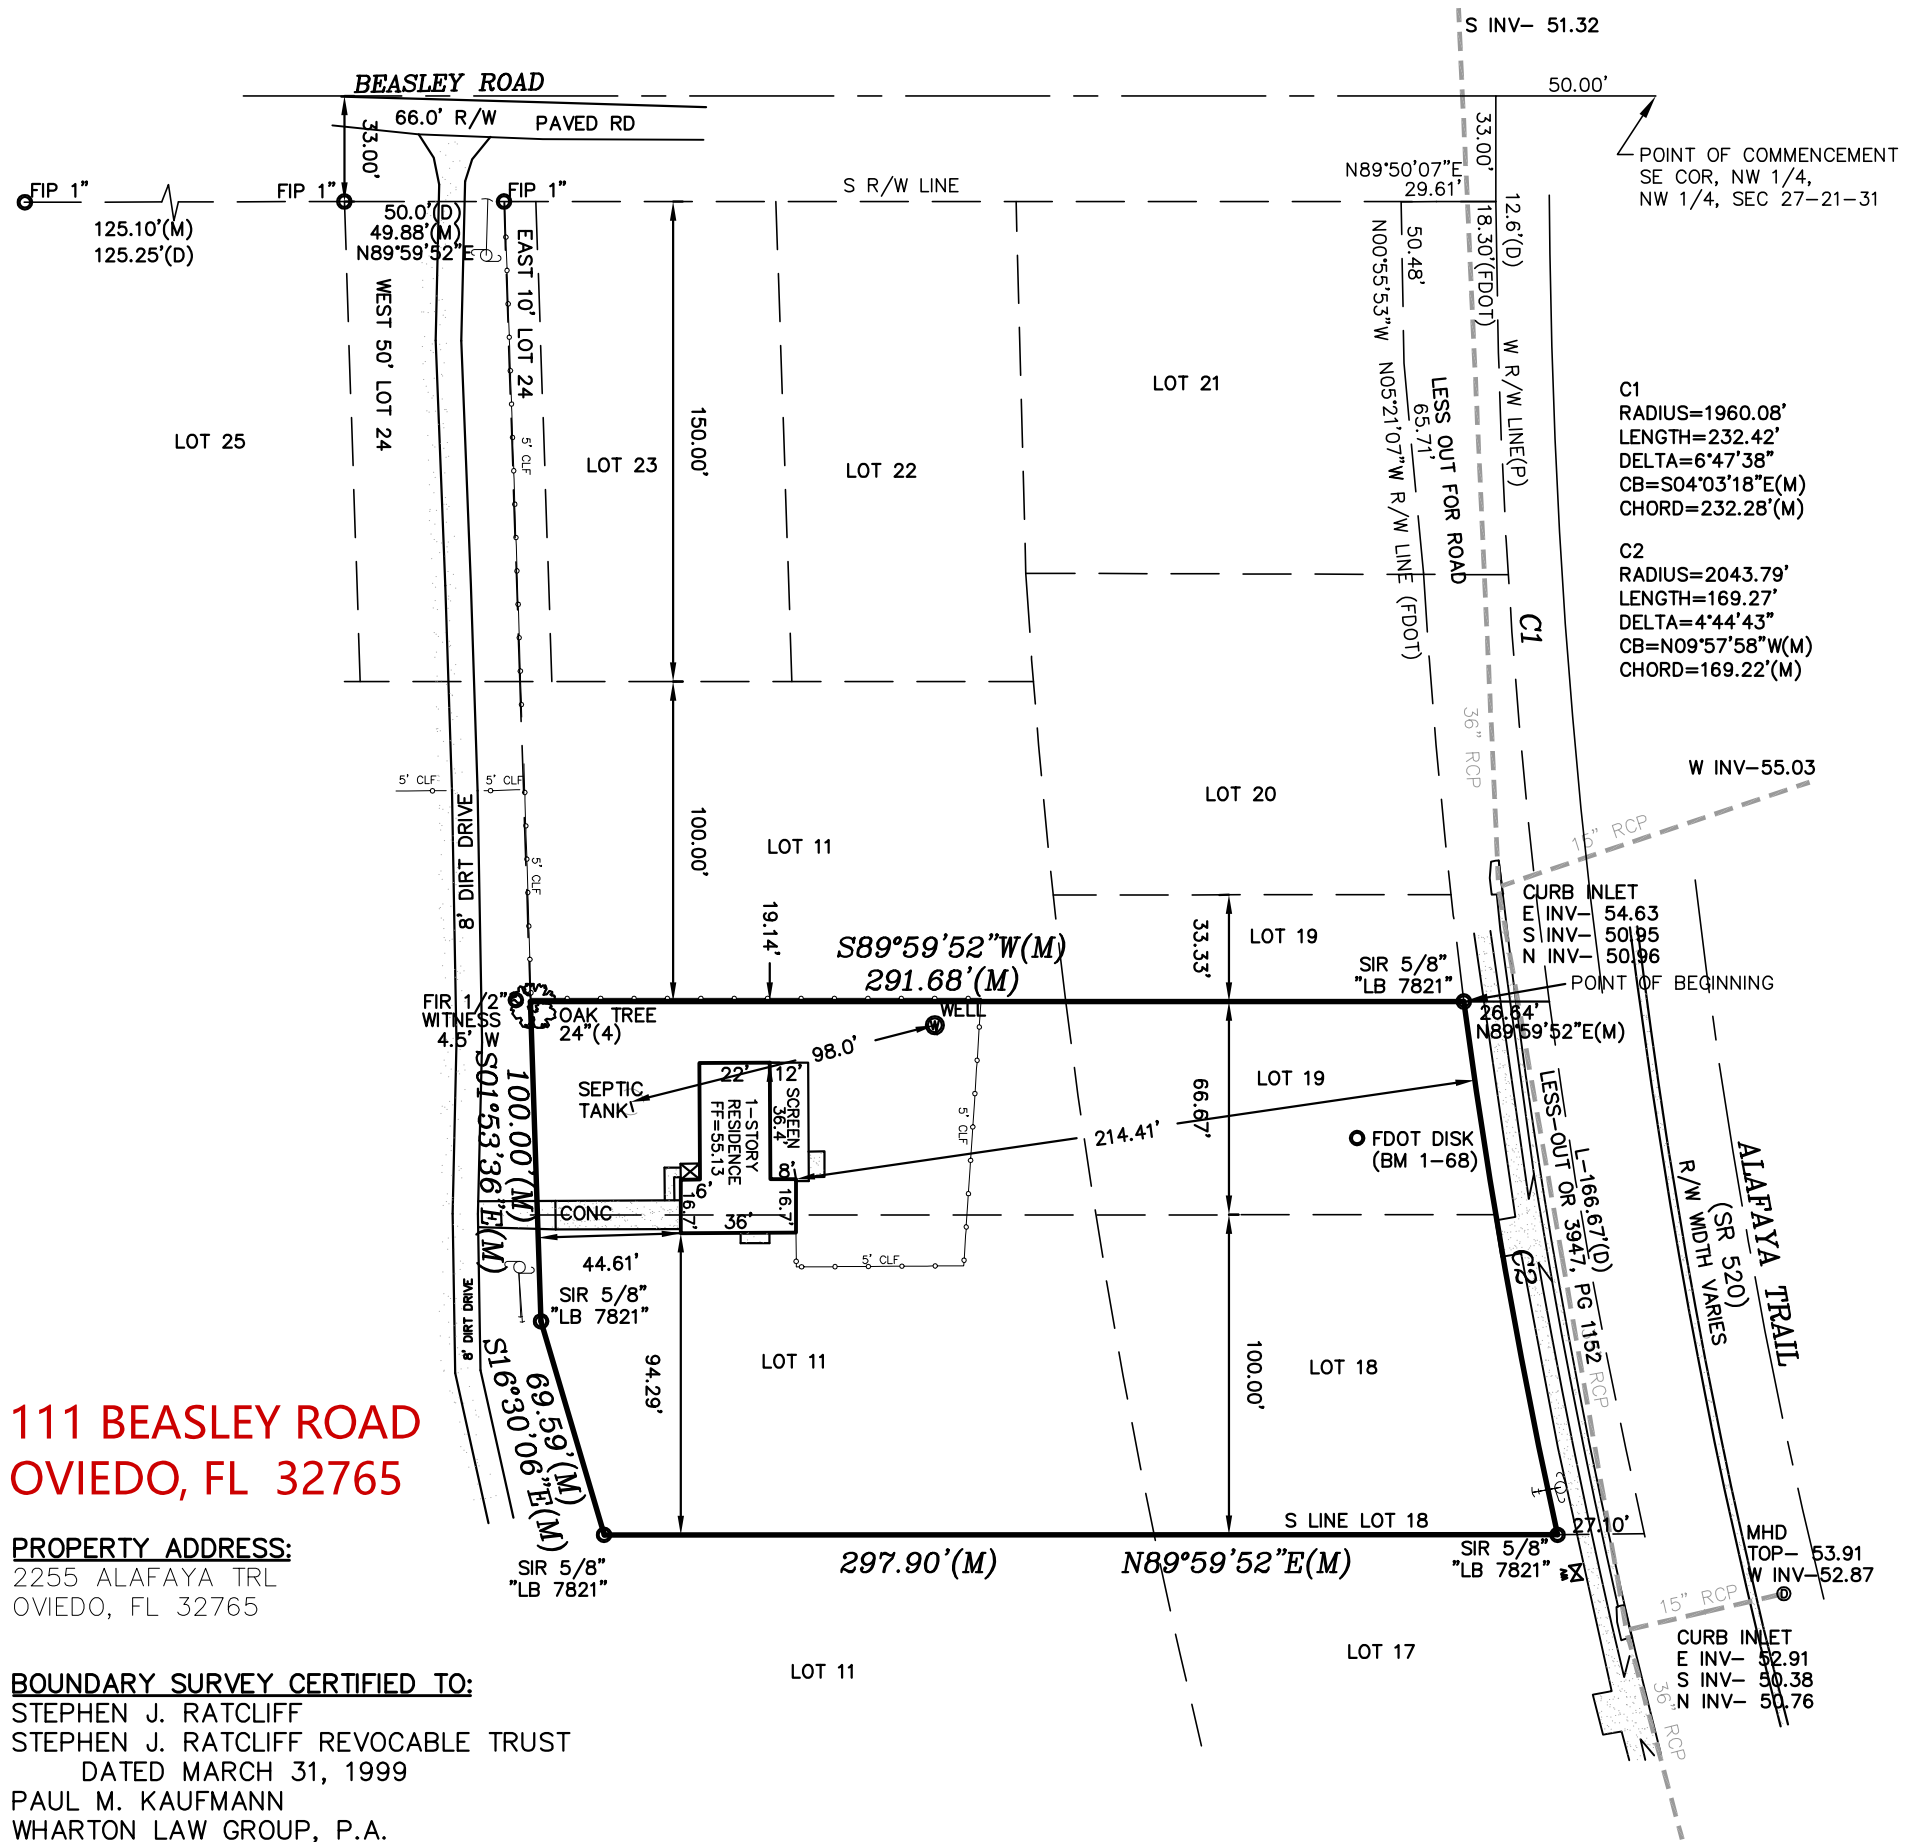 S INV- 51.32
BEASLEY ROAD
50.00'
66.0' R/W
PAVED RD
33.00'
33.00'
POINT OF COMMENCEMENT
SE COR, NW 1/4,
NW 1/4, SEC 27-21-31
N89°50'07"E
29.61'
FIP 1"
FIP 1"
FIP 1"
S R/W LINE
125.10'(M)
125.25'(D)
50.0'(D)
49.88'(M)
N89°59'52"E
12.6'(D)
18.30'(FDOT)
50.48'
N00°55'53"W
EAST 10' LOT 24
WEST 50' LOT 24
W R/W LINE(P)
N05°21'07"W R/W LINE (FDOT)
65.71'
LESS OUT FOR ROAD
LOT 21
LOT 25
LOT 23
LOT 22
5' CLF
150.00'
C1
RADIUS=1960.08'
LENGTH=232.42'
DELTA=6°47'38"
CB=S04°03'18"E(M)
CHORD=232.28'(M)
C2
RADIUS=2043.79'
LENGTH=169.27'
DELTA=4°44'43"
CB=N09°57'58"W(M)
CHORD=169.22'(M)
C1
36" RCP
W INV-55.03
5' CLF
5' CLF
LOT 20
8' DIRT DRIVE
100.00'
LOT 11
15" RCP
5' CLF
CURB INLET
E INV- 54.63
S INV- 50.95
N INV- 50.96
19.14'
33.33'
LOT 19
S89°59'52"W(M)
291.68'(M)
SIR 5/8"
"LB 7821"
POINT OF BEGINNING
FIR 1/2"
WITNESS
4.5' W
OAK TREE
24"(4)
WELL
W
26.64'
N89°59'52"E(M)
98.0'
SEPTIC
TANK
22'
12'
SCREEN
36.4'
1-STORY
RESIDENCE
FF=55.13
8'
6'
16.7'
16.7'
36'
CONC
100.00'(M)
S01°53'36"E(M)
LOT 19
66.67'
214.41'
5' CLF
FDOT DISK
(BM 1-68)
LESS-OUT OR 3947, PG 1152
L-166.67'(D)
ALAFAYA TRAIL
(SR 520)
R/W WIDTH VARIES
C2
44.61'
5' CLF
SIR 5/8"
"LB 7821"
8' DIRT DRIVE
69.59'(M)
S16°30'06"E(M)
94.29'
LOT 11
100.00'
LOT 18
RCP
111 BEASLEY ROAD
OVIEDO, FL 32765
S LINE LOT 18
27.10'
SIR 5/8"
"LB 7821"
297.90'(M)
N89°59'52"E(M)
SIR 5/8"
"LB 7821"
MHD
TOP- 53.91
W INV-52.87
D
15" RCP
PROPERTY ADDRESS:
2255 ALAFAYA TRL
OVIEDO, FL 32765
CURB INLET
E INV- 52.91
S INV- 50.38
N INV- 50.76
36" RCP
LOT 17
LOT 11
BOUNDARY SURVEY CERTIFIED TO:
STEPHEN J. RATCLIFF
STEPHEN J. RATCLIFF REVOCABLE TRUST
DATED MARCH 31, 1999
PAUL M. KAUFMANN
WHARTON LAW GROUP, P.A.